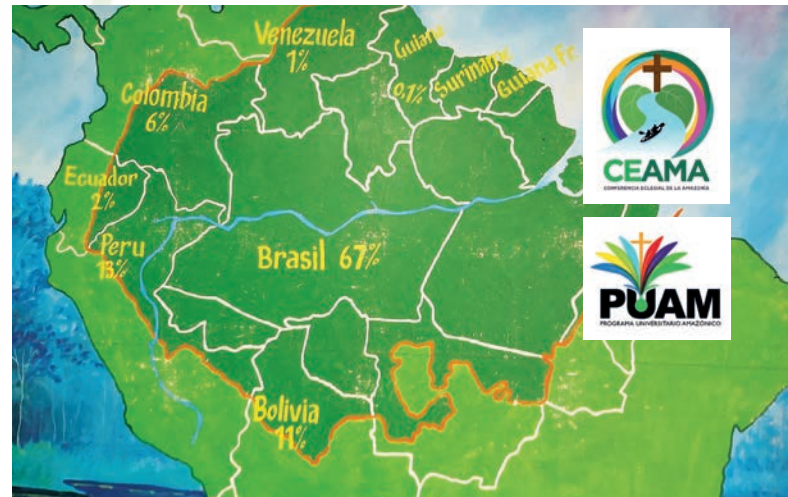 Venezuela
1%
Guiana
0,1%
Suriname
Guiana Fr.
Colombia
6%
Ecuador
2%
Peru
13%
Brasil 67%
Bolivia
11%
CEAMA
CONFERENCIA ECLESIAL DE LA AMAZONÍA
PUAM
PROGRAMA UNIVERSITARIO AMAZÓNICO